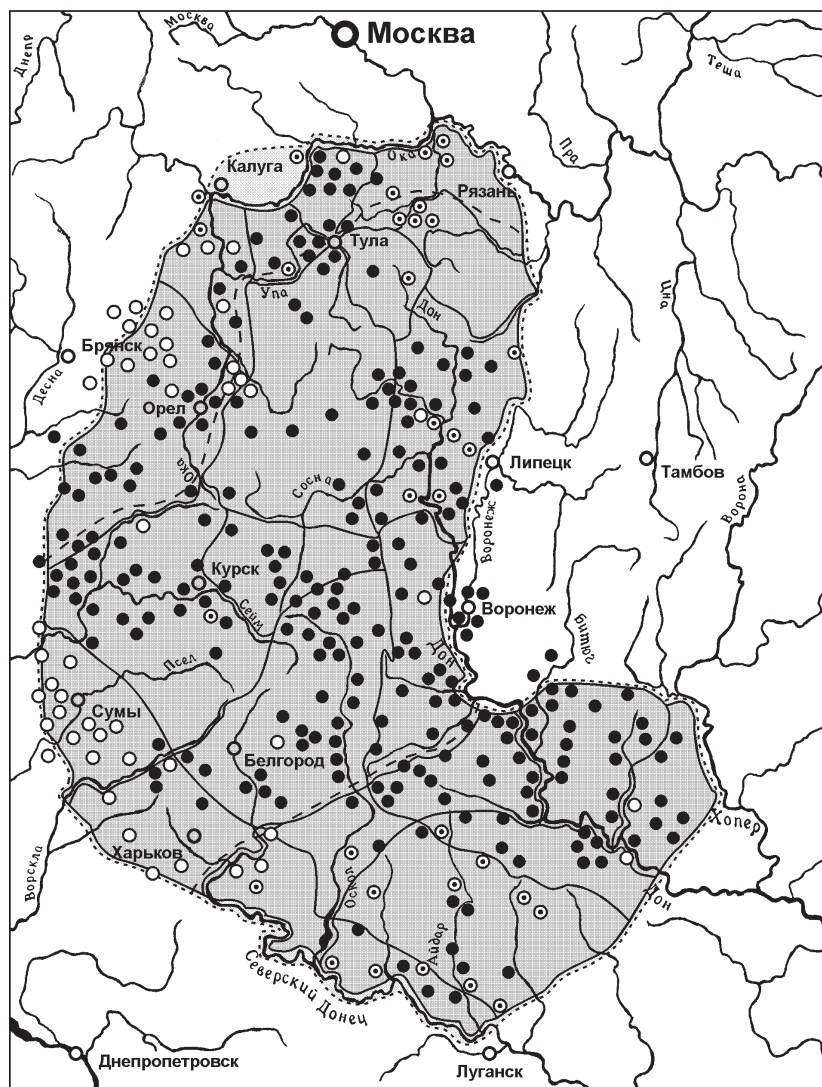 Москва
Москва
Днепр
Теша
Пра
Ока
Калуга
Рязань
Тула
Упа
Дон
Цна
Брянск
Десна
Орел
Ока
Липецк
Тамбов
Сосна
Воронеж
Ворона
Курск
Сейм
Воронеж
Битюг
Дон
Псел
Сумы
Белгород
Хопер
Харьков
Ворскла
Оскол
Айдар
Дон
Северский Донец
Днепропетровск
Луганск